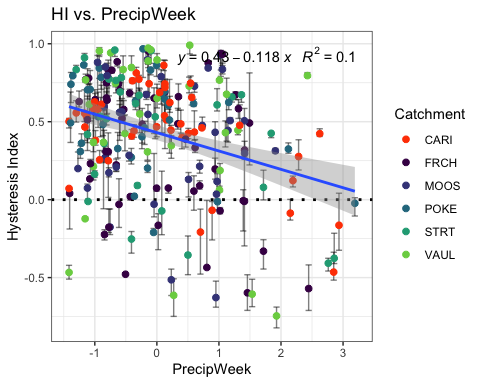 HI vs. PrecipWeek
1.0
0.5
0.0
-0.5
Hysteresis Index
y = 0.43 – 0.118 x R² = 0.1
-1
0
1
2
3
PrecipWeek
Catchment
CARI
FRCH
MOOS
POKE
STRT
VAUL